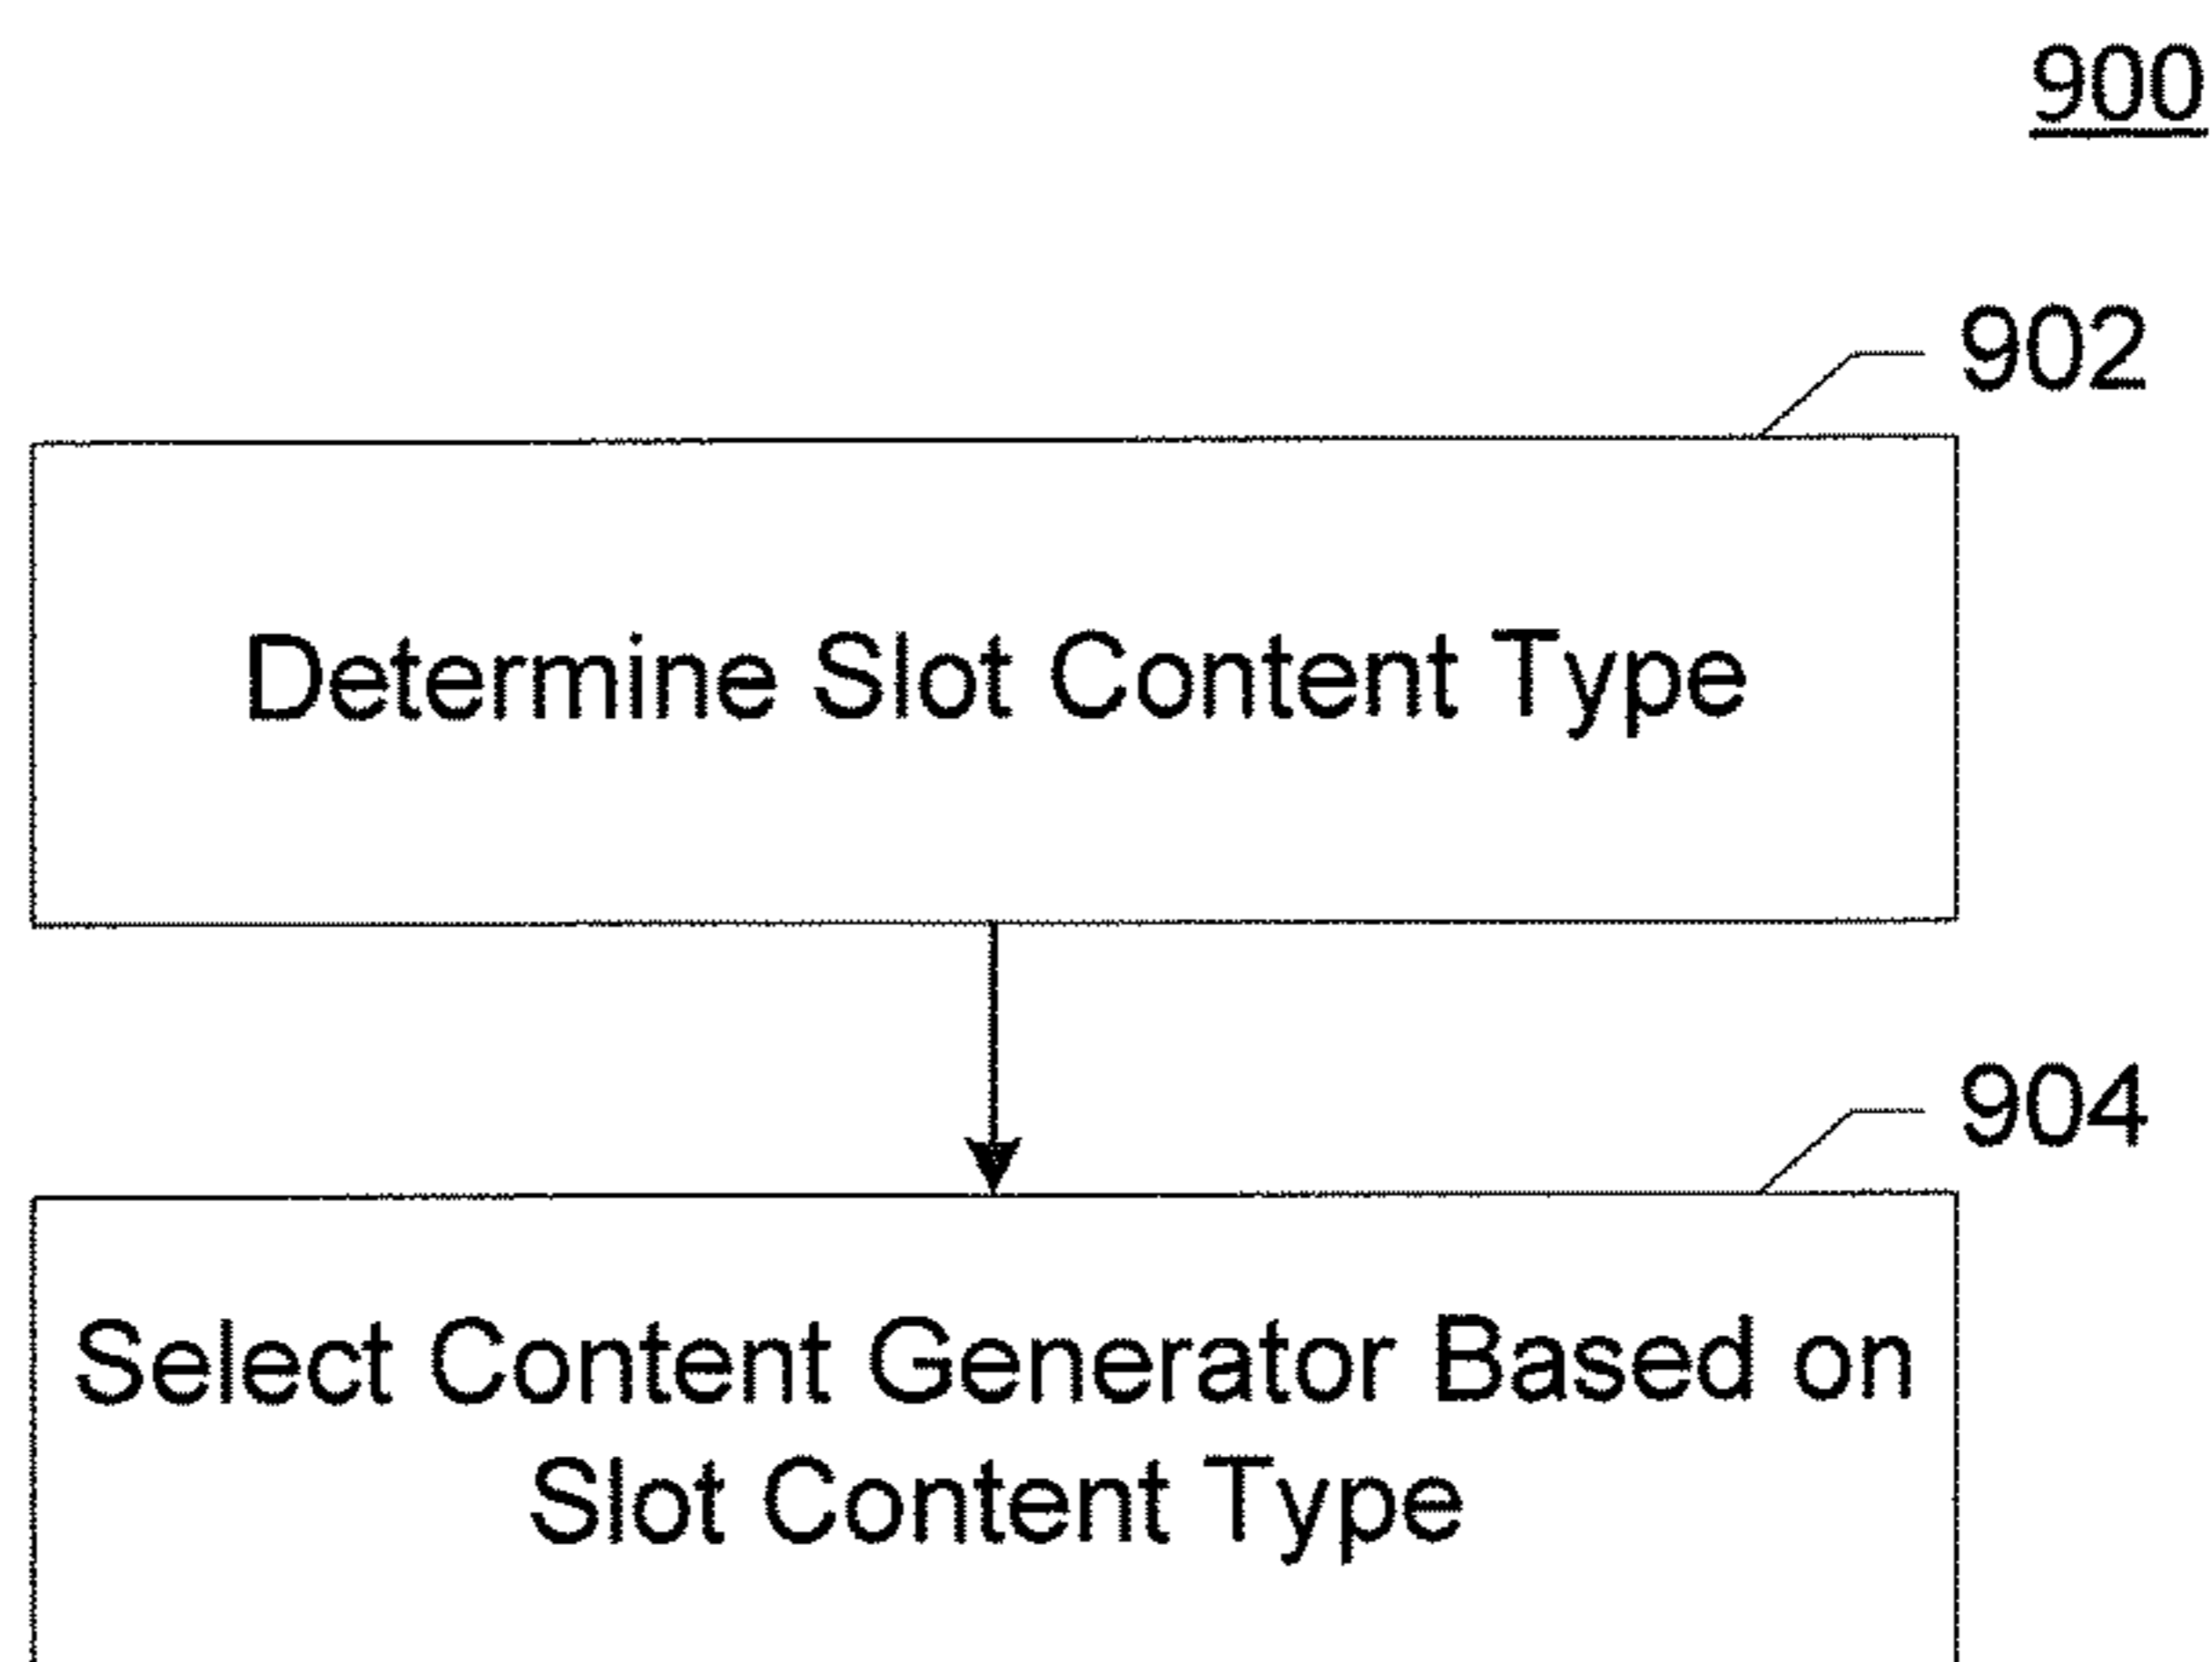 900
902
Determine Slot Content Type
904
Select Content Generator Based on
Slot Content Type